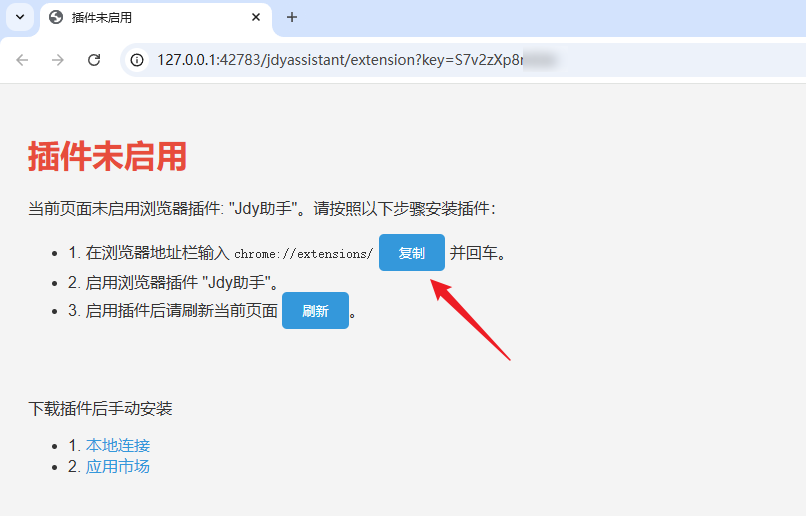 插件未启用
127.0.0.1:42783/jdyassistant/extension?key=S7v2zXp8
插件未启用
当前页面未启用浏览器插件: "Jdy助手"。请按照以下步骤安装插件：
1. 在浏览器地址栏输入 chrome://extensions/ 复制 并回车。
2. 启用浏览器插件 "Jdy助手"。
3. 启用插件后请刷新当前页面 刷新 。
下载插件后手动安装
1. 本地连接
2. 应用市场